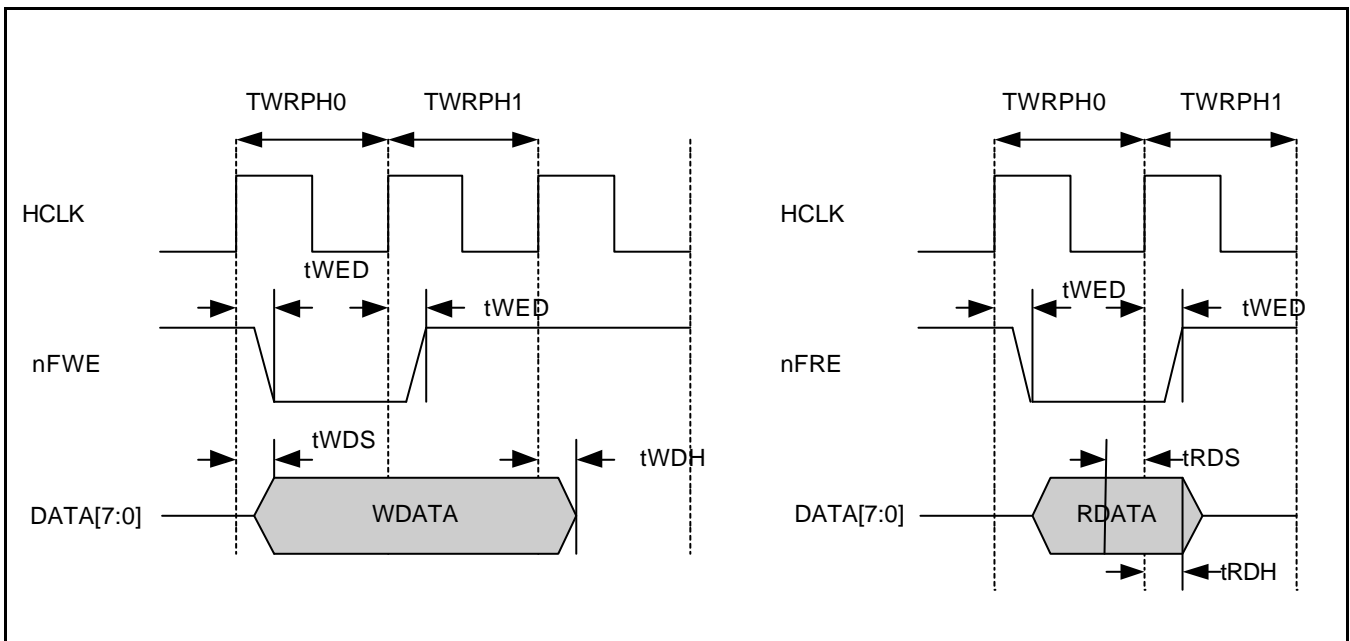 TWRPH0 TWRPH1 TWRPH0 TWRPH1
HCLK HCLK
tWED tWED
tWED tWED
nFWE nFRE
tWDS tWDH tRDS
DATA[7:0] WDATA DATA[7:0] RDATA
tRDH